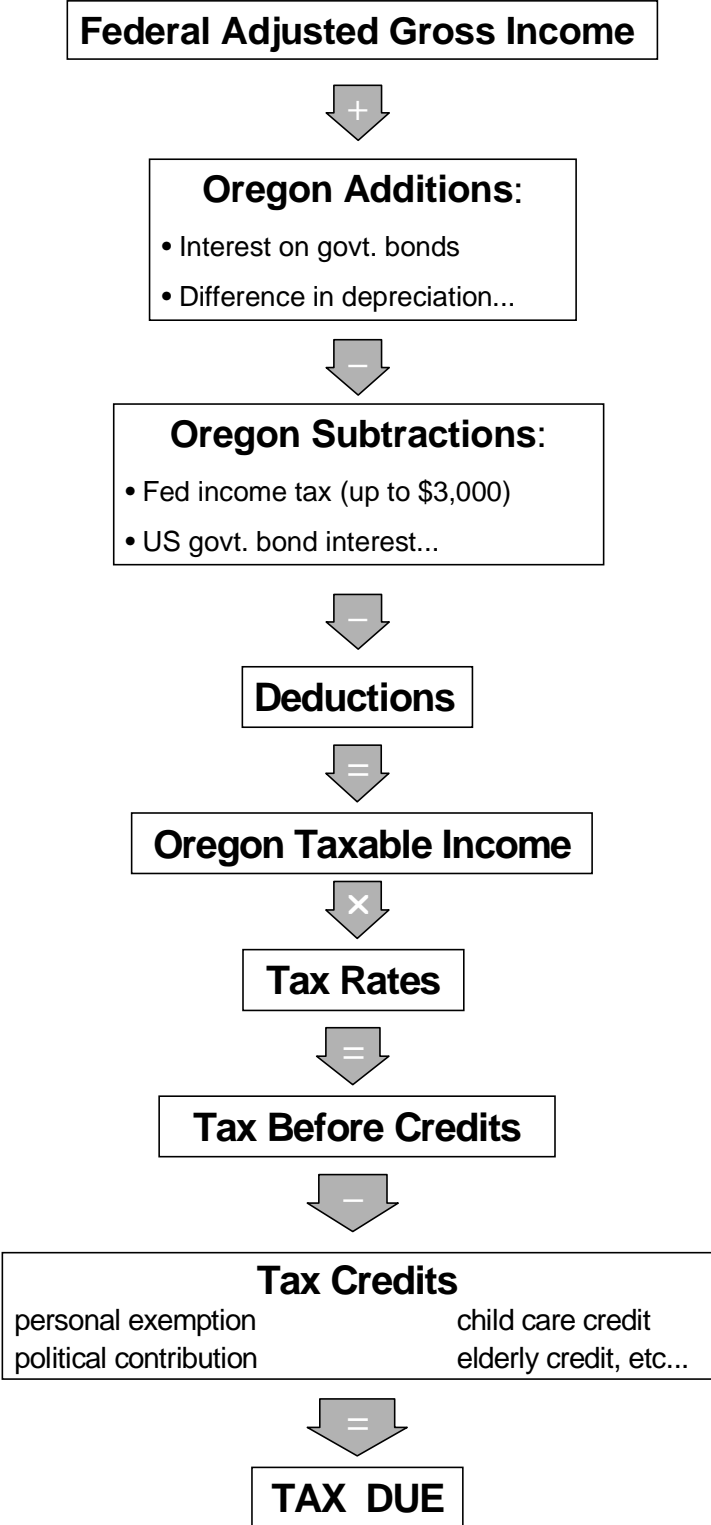 Federal Adjusted Gross Income
+
Oregon Additions:
• Interest on govt. bonds
• Difference in depreciation...
–
Oregon Subtractions:
• Fed income tax (up to $3,000)
• US govt. bond interest...
–
Deductions
=
Oregon Taxable Income
×
Tax Rates
=
Tax Before Credits
–
Tax Credits
personal exemption child care credit
political contribution elderly credit, etc...
=
TAX DUE